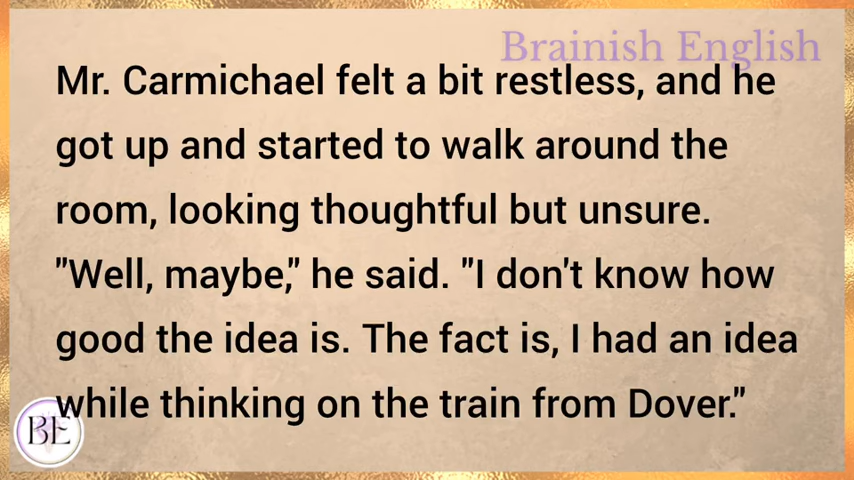 Brainish English
Mr. Carmichael felt a bit restless, and he
got up and started to walk around the
room, looking thoughtful but unsure.
"Well, maybe," he said. "I don't know how
good the idea is. The fact is, I had an idea
while thinking on the train from Dover."
BE